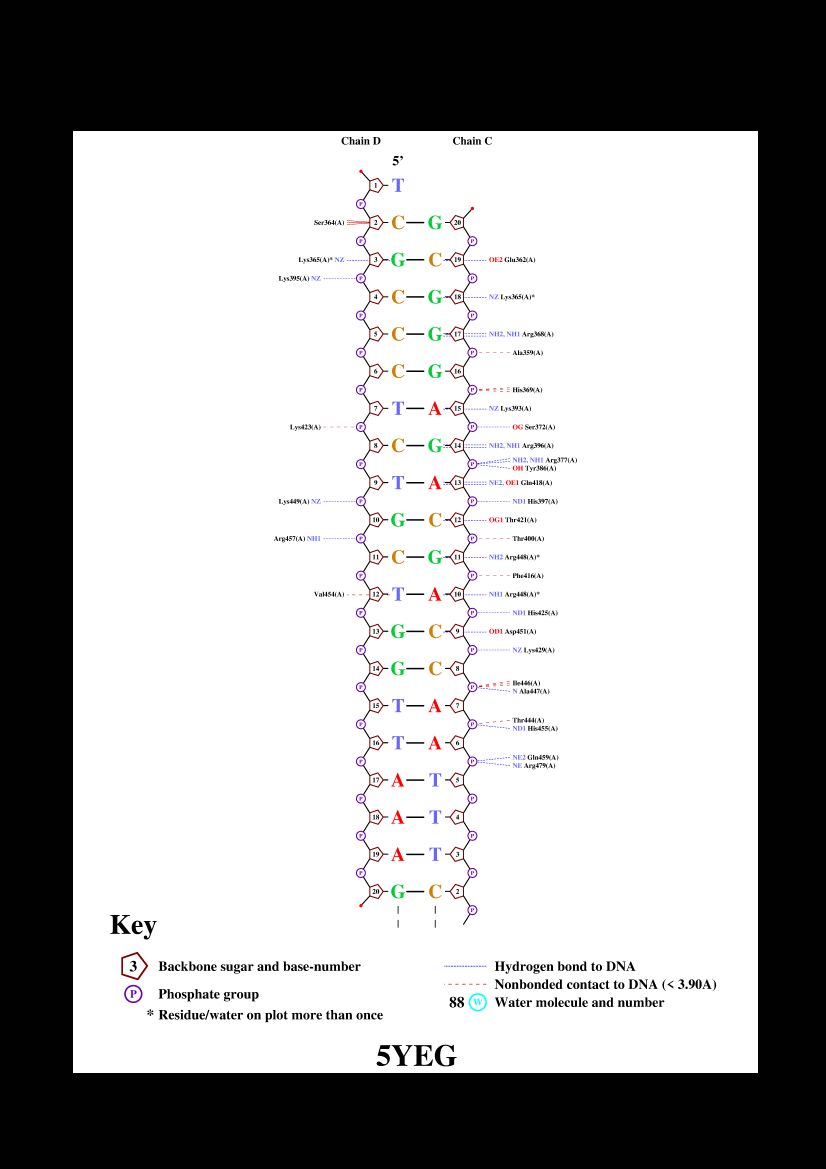 Chain D Chain C
5’
1 T
P
Ser364(A) 2 C G 20
P P
Lys365(A)* NZ 3 G C 19 OE2 Glu362(A)
Lys395(A) NZ P P
4 C G 18 NZ Lys365(A)*
P P
5 C G 17 NH2, NH1 Arg368(A)
P P Ala359(A)
6 C G 16
P P His369(A)
7 T A 15 NZ Lys393(A)
Lys423(A) P P OG Ser372(A)
8 C G 14 NH2, NH1 Arg396(A)
P P NH2, NH1 Arg377(A)
OH Tyr386(A)
9 T A 13 NE2, OE1 Gln418(A)
Lys449(A) NZ P P ND1 His397(A)
10 G C 12 OG1 Thr421(A)
Arg457(A) NH1 P P Thr400(A)
11 C G 11 NH2 Arg448(A)*
P P Phe416(A)
Val454(A) 12 T A 10 NH1 Arg448(A)*
P P ND1 His425(A)
13 G C 9 OD1 Asp451(A)
P P NZ Lys429(A)
14 G C 8
P P Ile446(A)
N Ala447(A)
15 T A 7
P P Thr444(A)
ND1 His455(A)
16 T A 6
P P NE2 Gln459(A)
NE Arg479(A)
17 A T 5
P P
18 A T 4
P P
19 A T 3
P P
20 G C 2
P
Key
3 Backbone sugar and base-number
P Phosphate group
* Residue/water on plot more than once
Hydrogen bond to DNA
Nonbonded contact to DNA (< 3.90A)
88 W Water molecule and number
5YEG